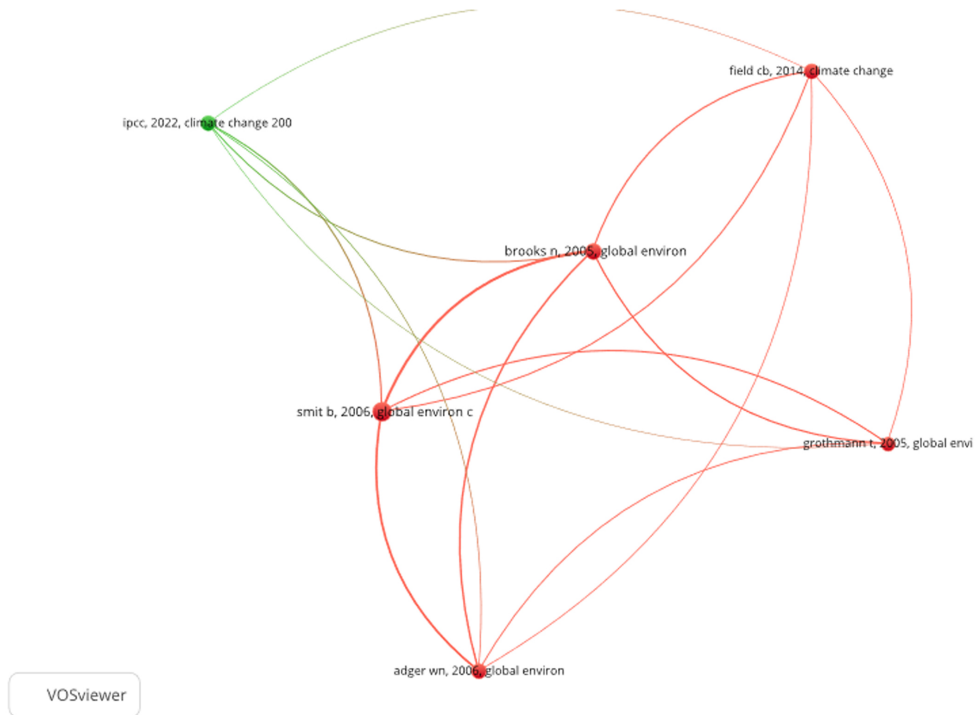 field cb, 2014, climate change
ipcc, 2022, climate change 200
brooks n, 2005, global environ
smit b, 2006, global environ c
grothmann t, 2005, global envi
adger wn, 2006, global environ
VOSviewer